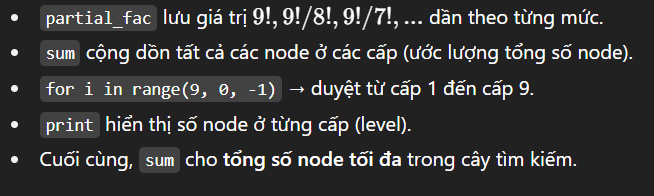 • partial_fac lưu giá trị 9!, 9!/8!, 9!/7!, ... dần theo từng mức.
• sum cộng dồn tất cả các node ở các cấp (ước lượng tổng số node).
• for i in range(9, 0, -1) → duyệt từ cấp 1 đến cấp 9.
• print hiển thị số node ở từng cấp (level).
• Cuối cùng, sum cho tổng số node tối đa trong cây tìm kiếm.